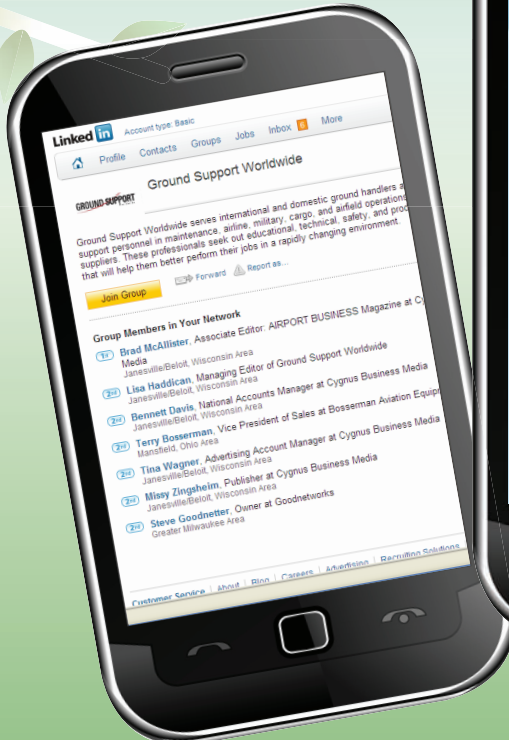 Linked in Account type: Basic
Profile Contacts Groups Jobs Inbox 6 More
GROUND SUPPORT Ground Support Worldwide
Ground Support Worldwide serves international and domestic ground handlers a
support personnel in maintenance, airline, military, cargo, and airfield operations
suppliers. These professionals seek out educational, technical, safety, and prod
that will help them better perform their jobs in a rapidly changing environment.
Join Group Forward Report as...
Group Members in Your Network
1st Brad McAllister, Associate Editor: AIRPORT BUSINESS Magazine at Cy
Media
Janesville/Beloit, Wisconsin Area
2nd Lisa Haddican, Managing Editor of Ground Support Worldwide
Janesville/Beloit, Wisconsin Area
2nd Bennett Davis, National Accounts Manager at Cygnus Business Media
Janesville/Beloit, Wisconsin Area
2nd Terry Bosserman, Vice President of Sales at Bosserman Aviation Equipr
Mansfield, Ohio Area
2nd Tina Wagner, Advertising Account Manager at Cygnus Business Media
Janesville/Beloit, Wisconsin Area
2nd Missy Zingsheim, Publisher at Cygnus Business Media
Janesville/Beloit, Wisconsin Area
2nd Steve Goodnetter, Owner at Goodnetworks
Greater Milwaukee Area
Customer Service | About | Blog | Careers | Advertising | Recruiting Solutions